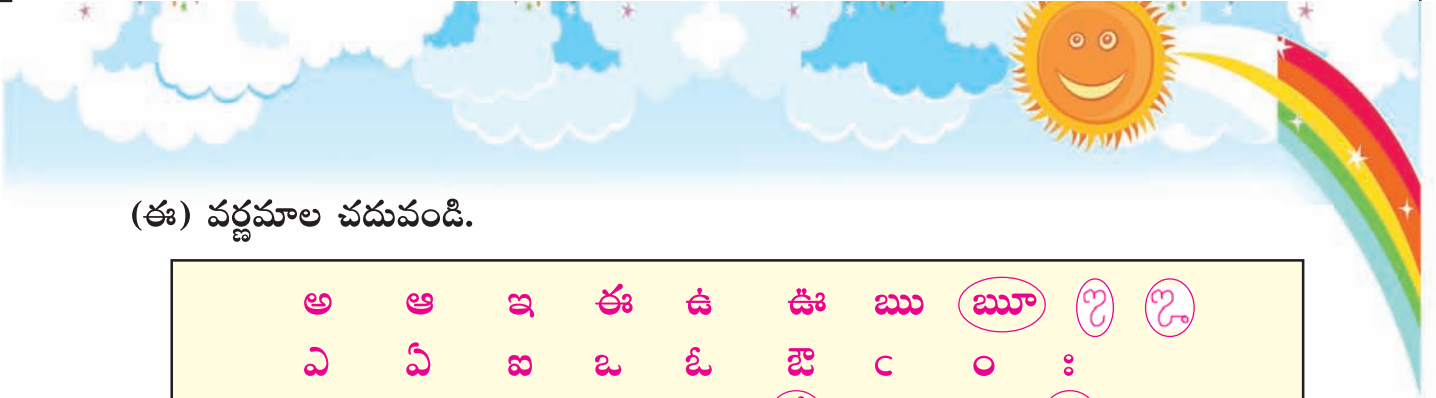 (ఈ) వర్ణమాల చదువండి.
అ ఆ ఇ ఈ ఉ ఊ ఋ ౠ ఌ ౡ
ఎ ఏ ఐ ఒ ఓ ఔ ఁ ం ః